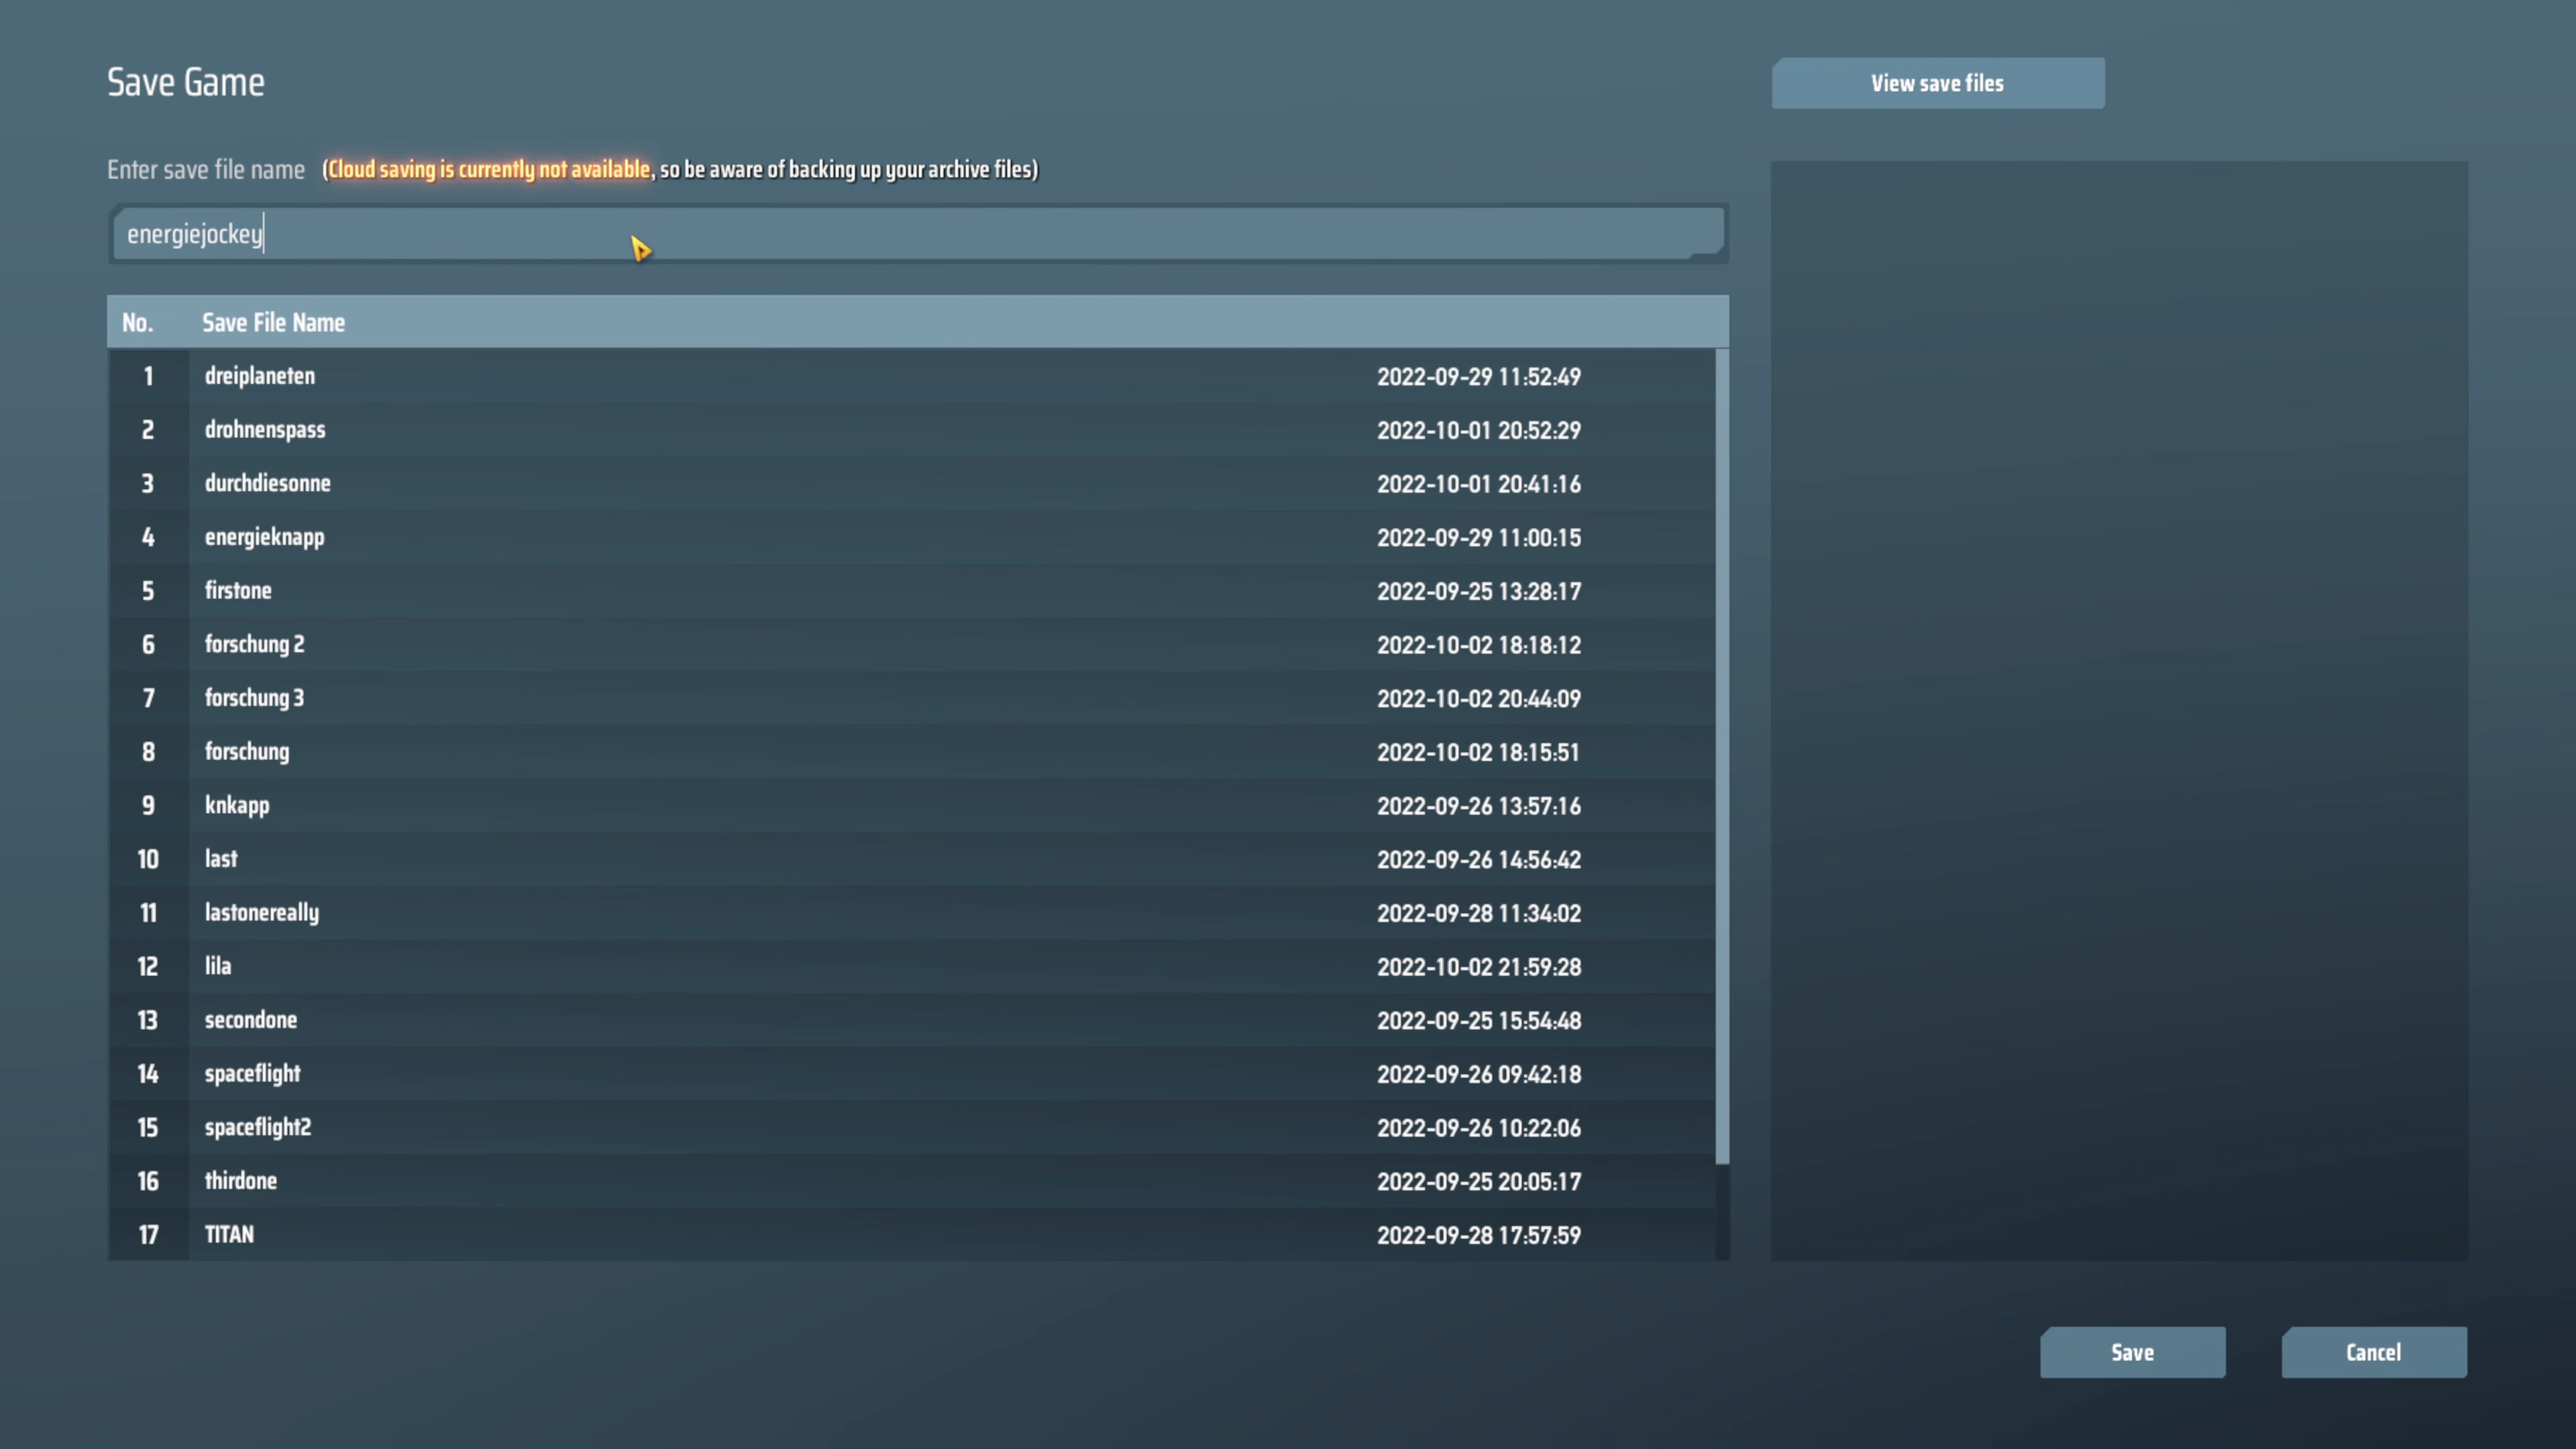 Save Game
View save files
Enter save file name (Cloud saving is currently not available, so be aware of backing up your archive files)
energiejockey
No. Save File Name
1 dreiplaneten 2022-09-29 11:52:49
2 drohnenspass 2022-10-01 20:52:29
3 durchdiesonne 2022-10-01 20:41:16
4 energieknapp 2022-09-29 11:00:15
5 firstone 2022-09-25 13:28:17
6 forschung 2 2022-10-02 18:18:12
7 forschung 3 2022-10-02 20:44:09
8 forschung 2022-10-02 18:15:51
9 knkapp 2022-09-26 13:57:16
10 last 2022-09-26 14:56:42
11 lastonereally 2022-09-28 11:34:02
12 lila 2022-10-02 21:59:28
13 secondone 2022-09-25 15:54:48
14 spaceflight 2022-09-26 09:42:18
15 spaceflight2 2022-09-26 10:22:06
16 thirdone 2022-09-25 20:05:17
17 TITAN 2022-09-28 17:57:59
Save Cancel